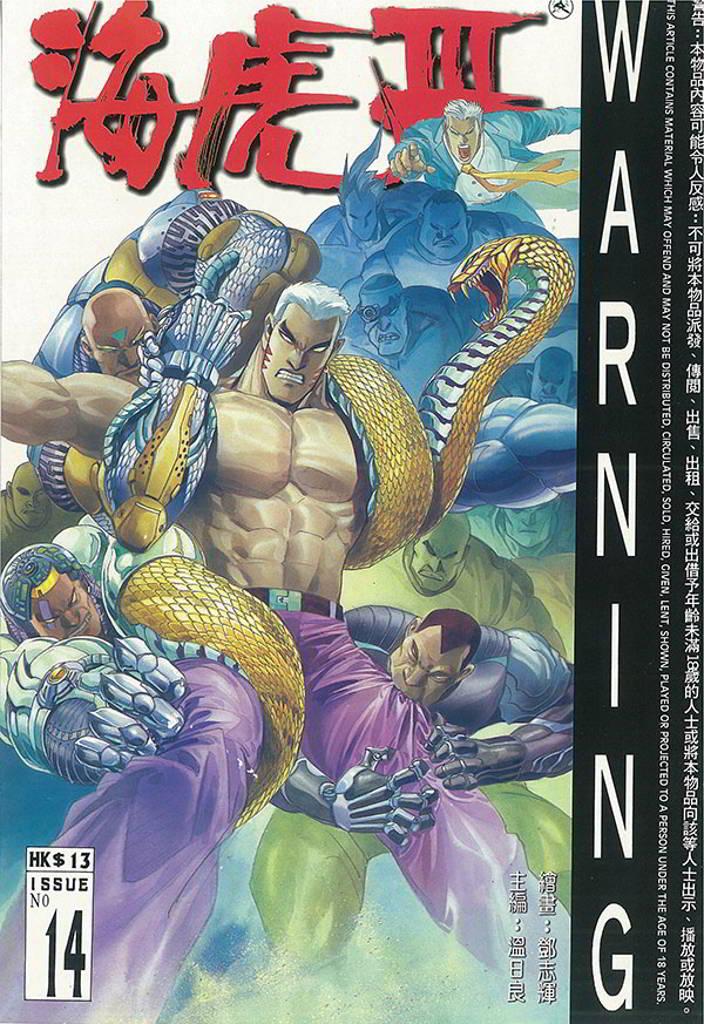 海虎III
HK$13
ISSUE
NO
14
繪畫：鄧志輝
主編：溫日良
WARNING
THIS ARTICLE CONTAINS MATERIAL WHICH MAY OFFEND AND MAY NOT BE DISTRIBUTED, CIRCULATED, SOLD, HIRED, GIVEN, LENT, SHOWN, PLAYED OR PROJECTED TO A PERSON UNDER THE AGE OF 18 YEARS.
警告：本物品內容可能令人反感：不可將本物品派發、傳閱、出售、出租、交給或出借予年齡未滿18歲的人士或將本物品向該等人士出示、播放或放映。